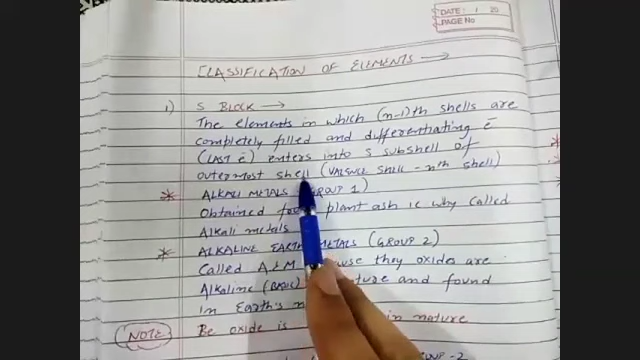 DATE: 1 20
PAGE No
CLASSIFICATION OF ELEMENTS →
1) S BLOCK →
The elements in which (n-1)th shells are
completely filled and differentiating ē
(LAST ē) enters into S subshell of
outermost shell (VALENCE SHELL - nth shell)
* ALKALI METALS (GROUP 1)
Obtained plant ash is why called
Alkali metals
* ALKALINE EARTH METALS (GROUP 2)
Called A.E.M they oxides are
Alkaline (BASIC) nature and found
in Earth's
NOTE Be oxide is in nature